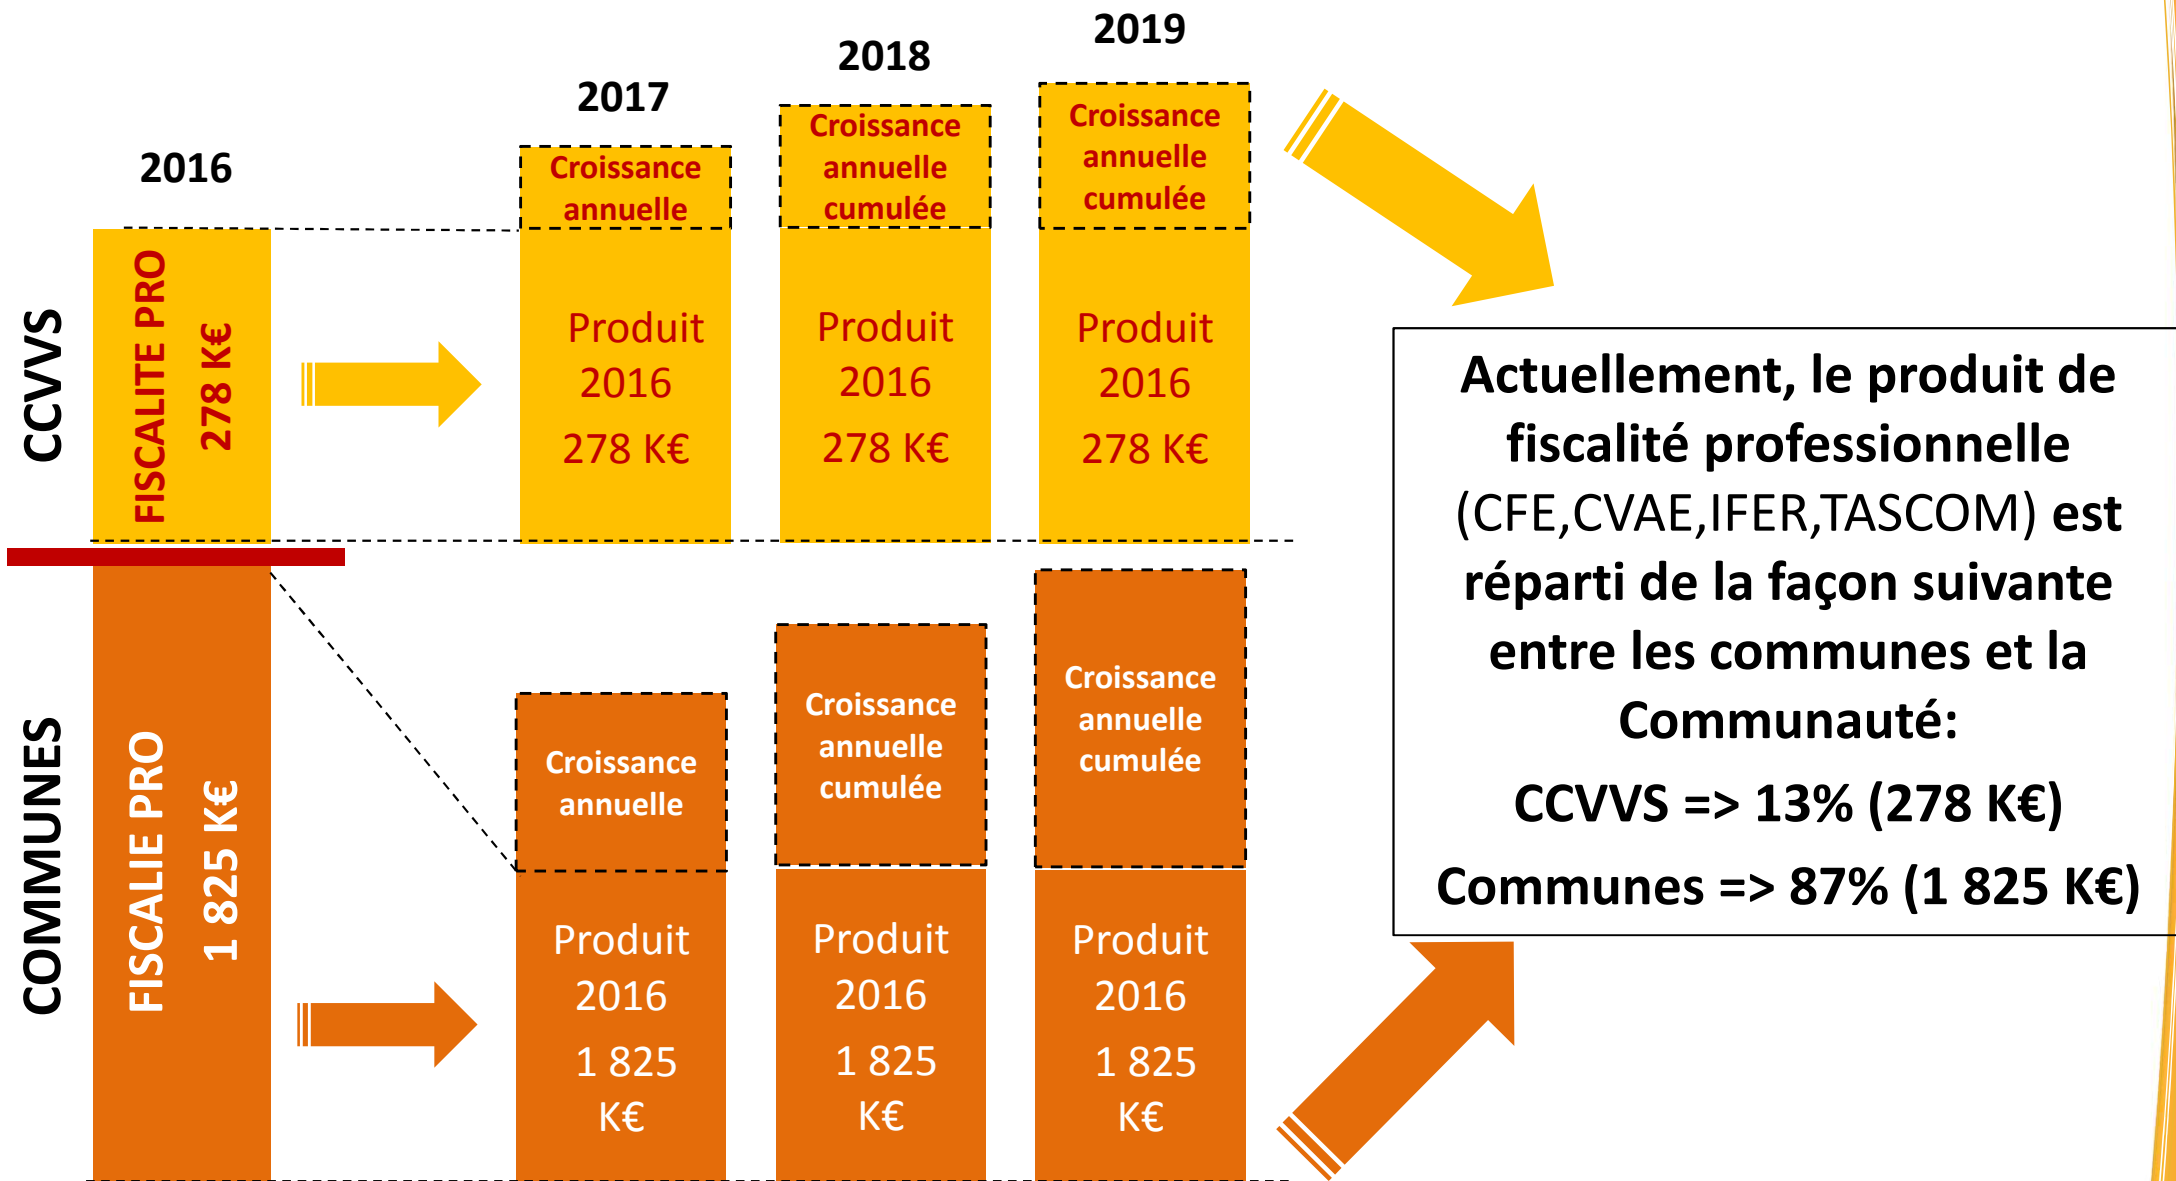 2016
2017
2018
2019
CCVVS
FISCALITE PRO
278 K€
Croissance
annuelle
Produit
2016
278 K€
Croissance
annuelle
cumulée
Produit
2016
278 K€
Croissance
annuelle
cumulée
Produit
2016
278 K€
COMMUNES
FISCALIE PRO
1 825 K€
Croissance
annuelle
Produit
2016
1 825
K€
Croissance
annuelle
cumulée
Produit
2016
1 825
K€
Croissance
annuelle
cumulée
Produit
2016
1 825
K€
Actuellement, le produit de
fiscalité professionnelle
(CFE,CVAE,IFER,TASCOM) est
réparti de la façon suivante
entre les communes et la
Communauté:
CCVVS => 13% (278 K€)
Communes => 87% (1 825 K€)